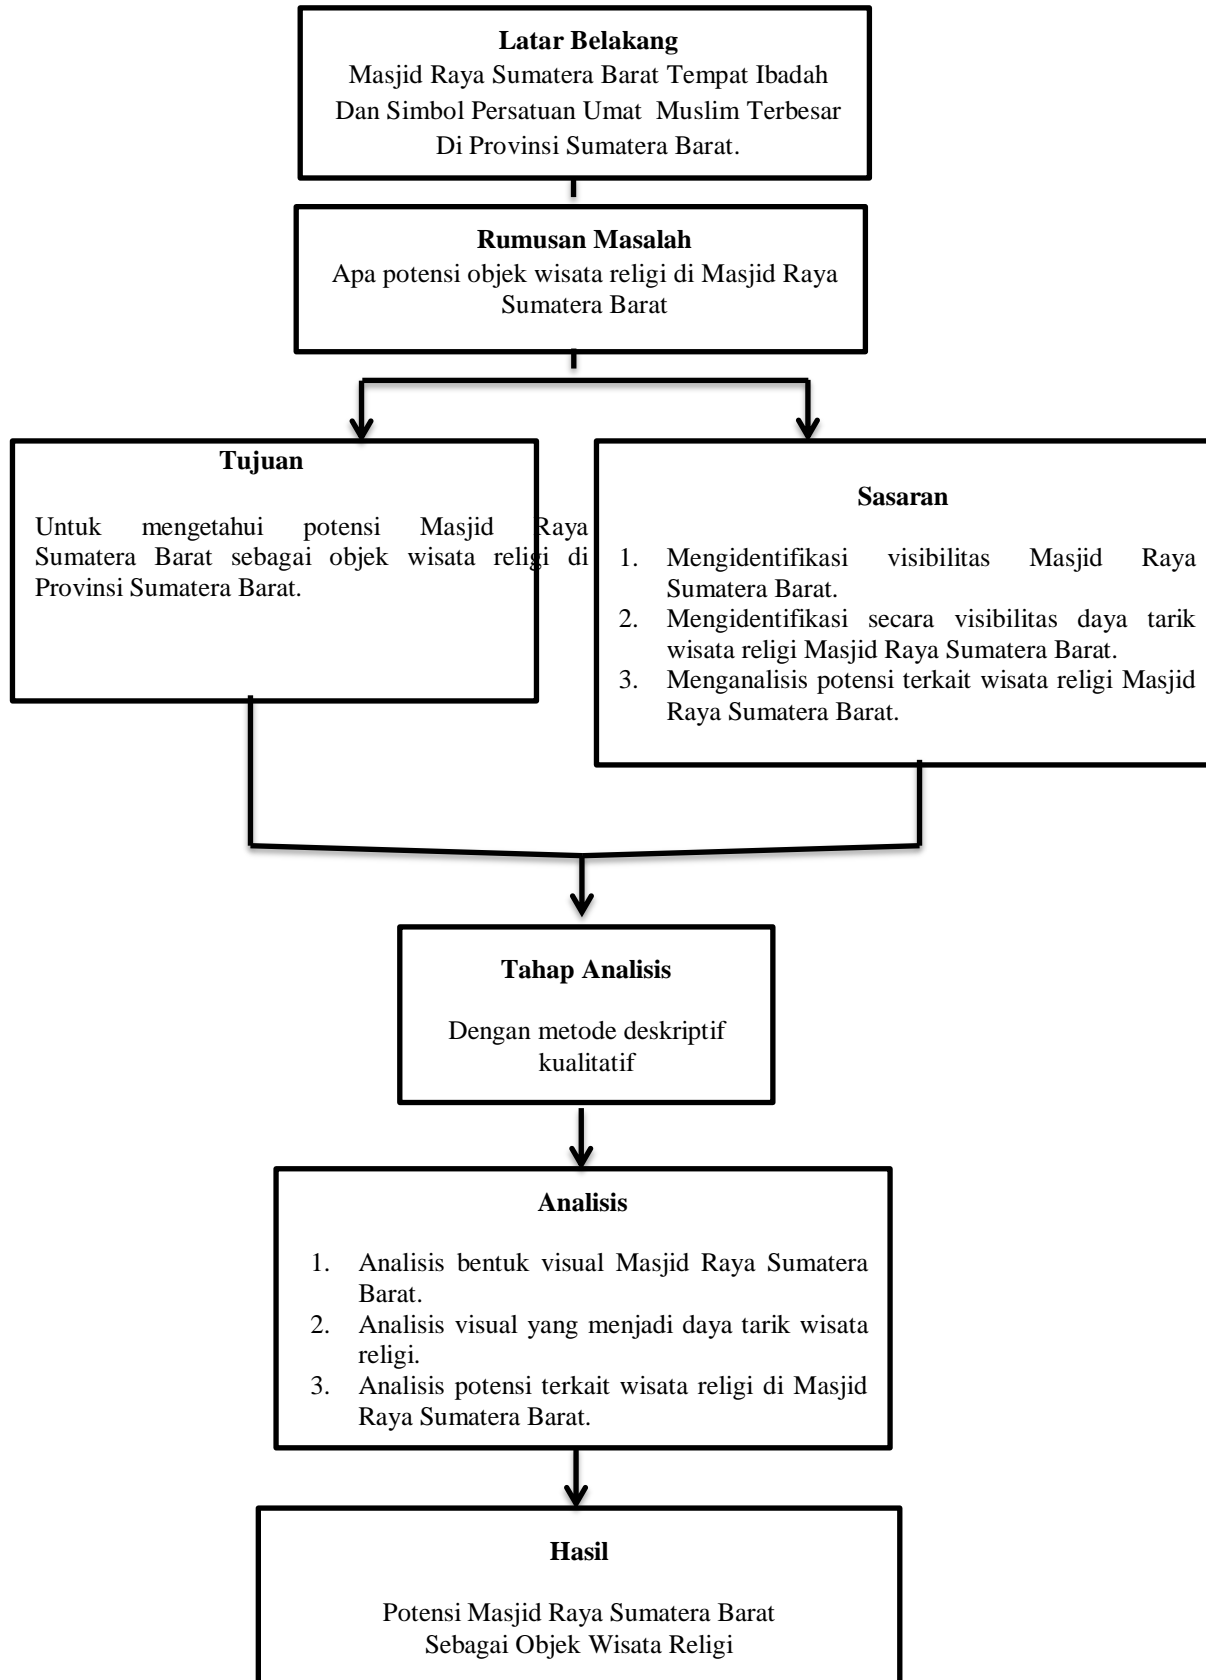 Latar Belakang
Masjid Raya Sumatera Barat Tempat Ibadah
Dan Simbol Persatuan Umat Muslim Terbesar
Di Provinsi Sumatera Barat.
Rumusan Masalah
Apa potensi objek wisata religi di Masjid Raya
Sumatera Barat
Tujuan
Untuk mengetahui potensi Masjid Raya
Sumatera Barat sebagai objek wisata religi di
Provinsi Sumatera Barat.
Sasaran
1. Mengidentifikasi visibilitas Masjid Raya
Sumatera Barat.
2. Mengidentifikasi secara visibilitas daya tarik
wisata religi Masjid Raya Sumatera Barat.
3. Menganalisis potensi terkait wisata religi Masjid
Raya Sumatera Barat.
Tahap Analisis
Dengan metode deskriptif
kualitatif
Analisis
1. Analisis bentuk visual Masjid Raya Sumatera
Barat.
2. Analisis visual yang menjadi daya tarik wisata
religi.
3. Analisis potensi terkait wisata religi di Masjid
Raya Sumatera Barat.
Hasil
Potensi Masjid Raya Sumatera Barat
Sebagai Objek Wisata Religi